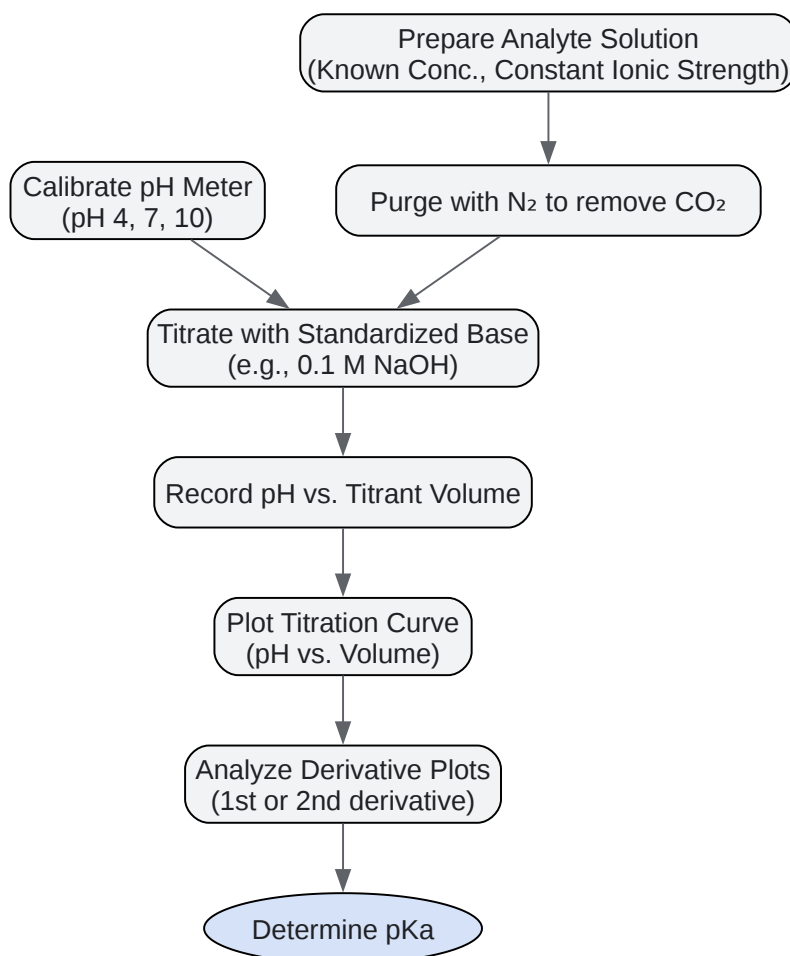 Prepare Analyte Solution
(Known Conc., Constant Ionic Strength)
Calibrate pH Meter
(pH 4, 7, 10)
Purge with N₂ to remove CO₂
Titrate with Standardized Base
(e.g., 0.1 M NaOH)
Record pH vs. Titrant Volume
Plot Titration Curve
(pH vs. Volume)
Analyze Derivative Plots
(1st or 2nd derivative)
Determine pKa